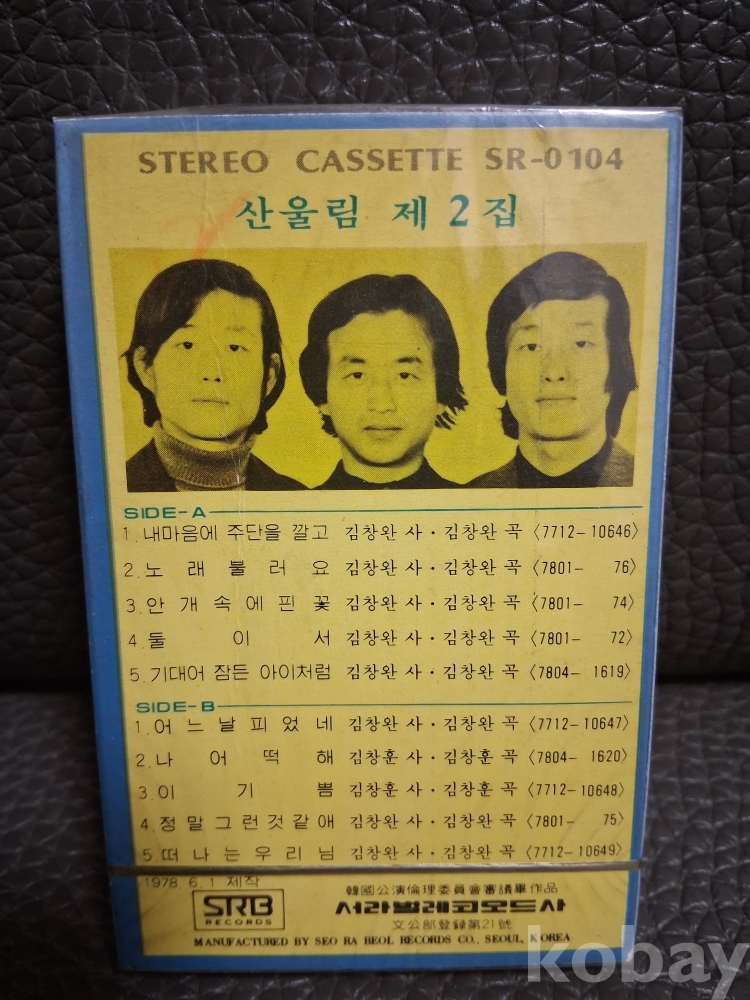 STEREO CASSETTE SR-0104
산울림 제2집
SIDE-A
1. 내마음에 주단을 깔고 김창완 사·김창완 곡 〈7712-10646〉
2. 노래불러요 김창완 사·김창완 곡 〈7801- 76〉
3. 안개속에핀꽃 김창완 사·김창완 곡 〈7801- 74〉
4. 둘이서 김창완 사·김창완 곡 〈7801- 72〉
5. 기대어 잠든 아이처럼 김창완 사·김창완 곡 〈7804- 1619〉
SIDE-B
1. 어느날피었네 김창완 사·김창완 곡 〈7712-10647〉
2. 나어떡해 김창훈 사·김창훈 곡 〈7804- 1620〉
3. 이기쁨 김창훈 사·김창훈 곡 〈7712-10648〉
4. 정말그런것같애 김창완 사·김창완 곡 〈7801- 75〉
5. 떠나는우리님 김창완 사·김창완 곡 〈7712-10649〉
1978. 6. 1 제작
SRB
RECORDS
韓國公演倫理委員會審議畢作品
서라벌레코오드사
文公部登錄第21號
MANUFACTURED BY SEO RA BEOL RECORDS CO., SEOUL, KOREA
kobay